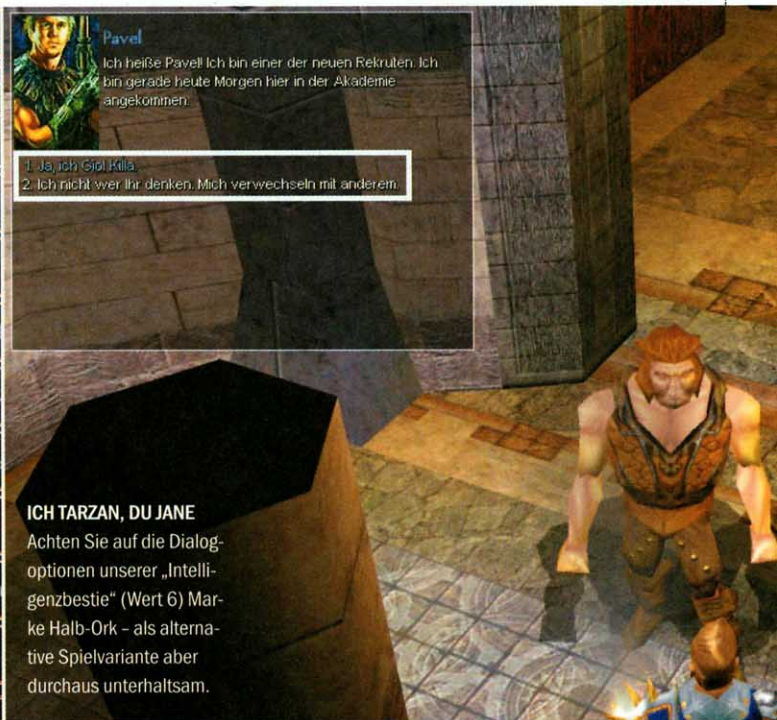 Pavel
Ich heiße Pavel! Ich bin einer der neuen Rekruten. Ich
bin gerade heute Morgen hier in der Akademie
angekommen.
1. Ja, ich Giol Killa.
2. Ich nicht wer Ihr denken. Mich verwechseln mit anderem.
ICH TARZAN, DU JANE
Achten Sie auf die Dialog-
optionen unserer „Intelli-
genzbestie“ (Wert 6) Mar-
ke Halb-Ork – als alterna-
tive Spielvariante aber
durchaus unterhaltsam.